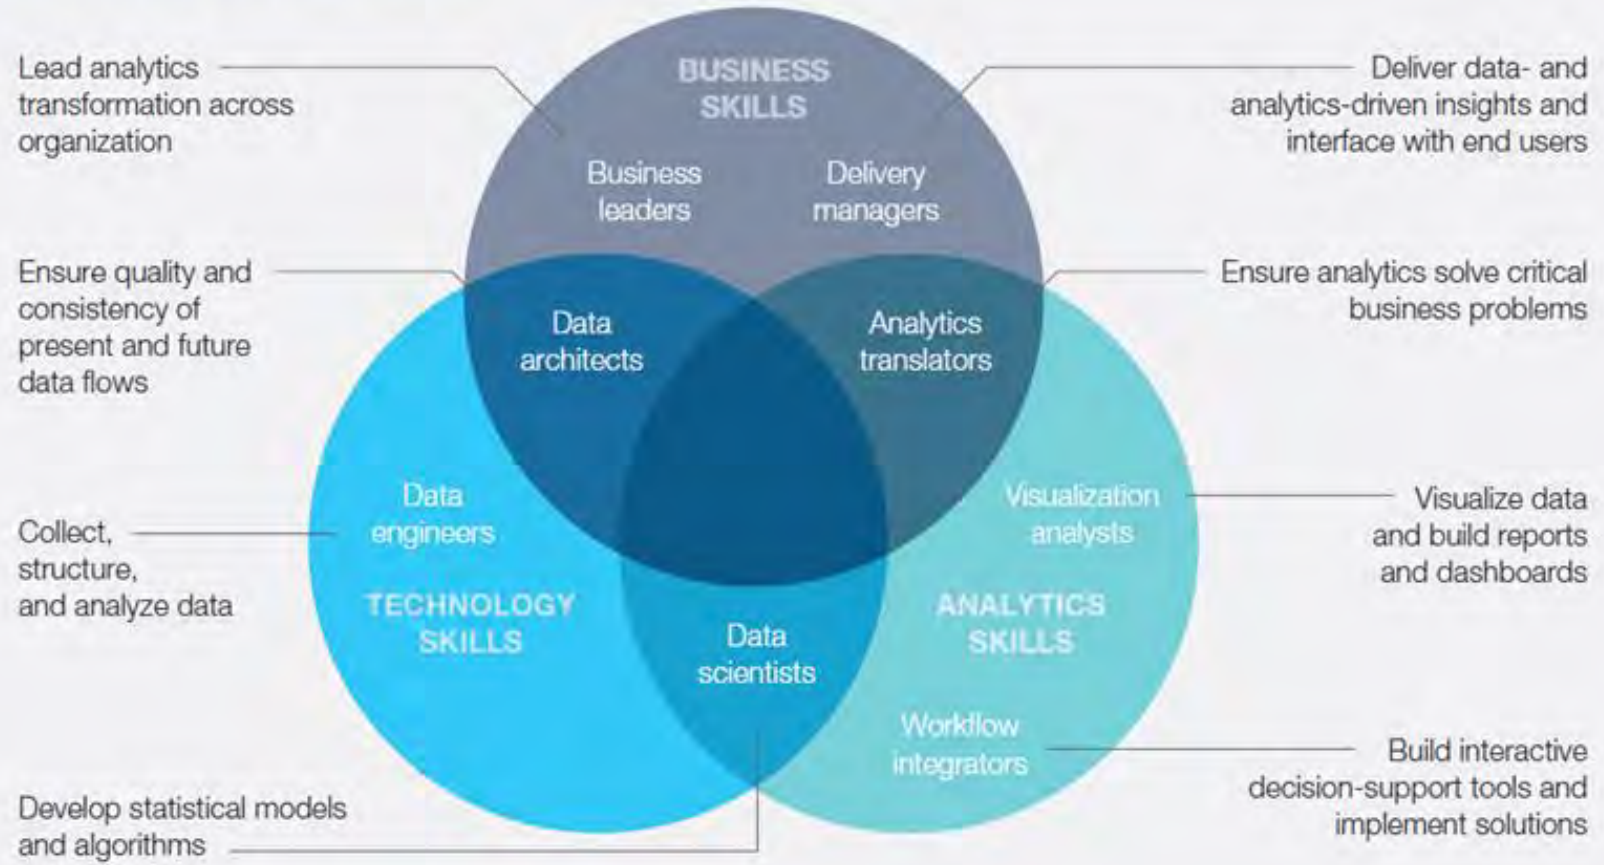 Lead analytics
transformation across
organization
BUSINESS
SKILLS
Deliver data- and
analytics-driven insights and
interface with end users
Business
leaders
Delivery
managers
Ensure quality and
consistency of
present and future
data flows
Data
architects
Analytics
translators
Ensure analytics solve critical
business problems
Collect,
structure,
and analyze data
Data
engineers
TECHNOLOGY
SKILLS
Visualization
analysts
ANALYTICS
SKILLS
Visualize data
and build reports
and dashboards
Data
scientists
Workflow
integrators
Build interactive
decision-support tools and
implement solutions
Develop statistical models
and algorithms